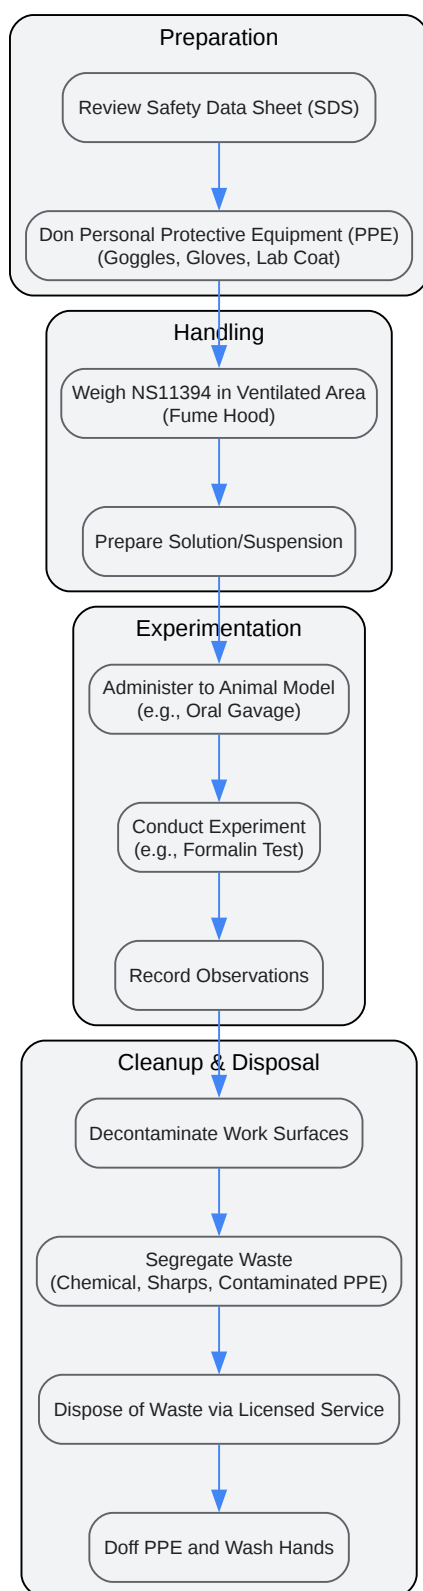 Preparation
Review Safety Data Sheet (SDS)
Don Personal Protective Equipment (PPE)
(Goggles, Gloves, Lab Coat)
Handling
Weigh NS11394 in Ventilated Area
(Fume Hood)
Prepare Solution/Suspension
Experimentation
Administer to Animal Model
(e.g., Oral Gavage)
Conduct Experiment
(e.g., Formalin Test)
Record Observations
Cleanup & Disposal
Decontaminate Work Surfaces
Segregate Waste
(Chemical, Sharps, Contaminated PPE)
Dispose of Waste via Licensed Service
Doff PPE and Wash Hands